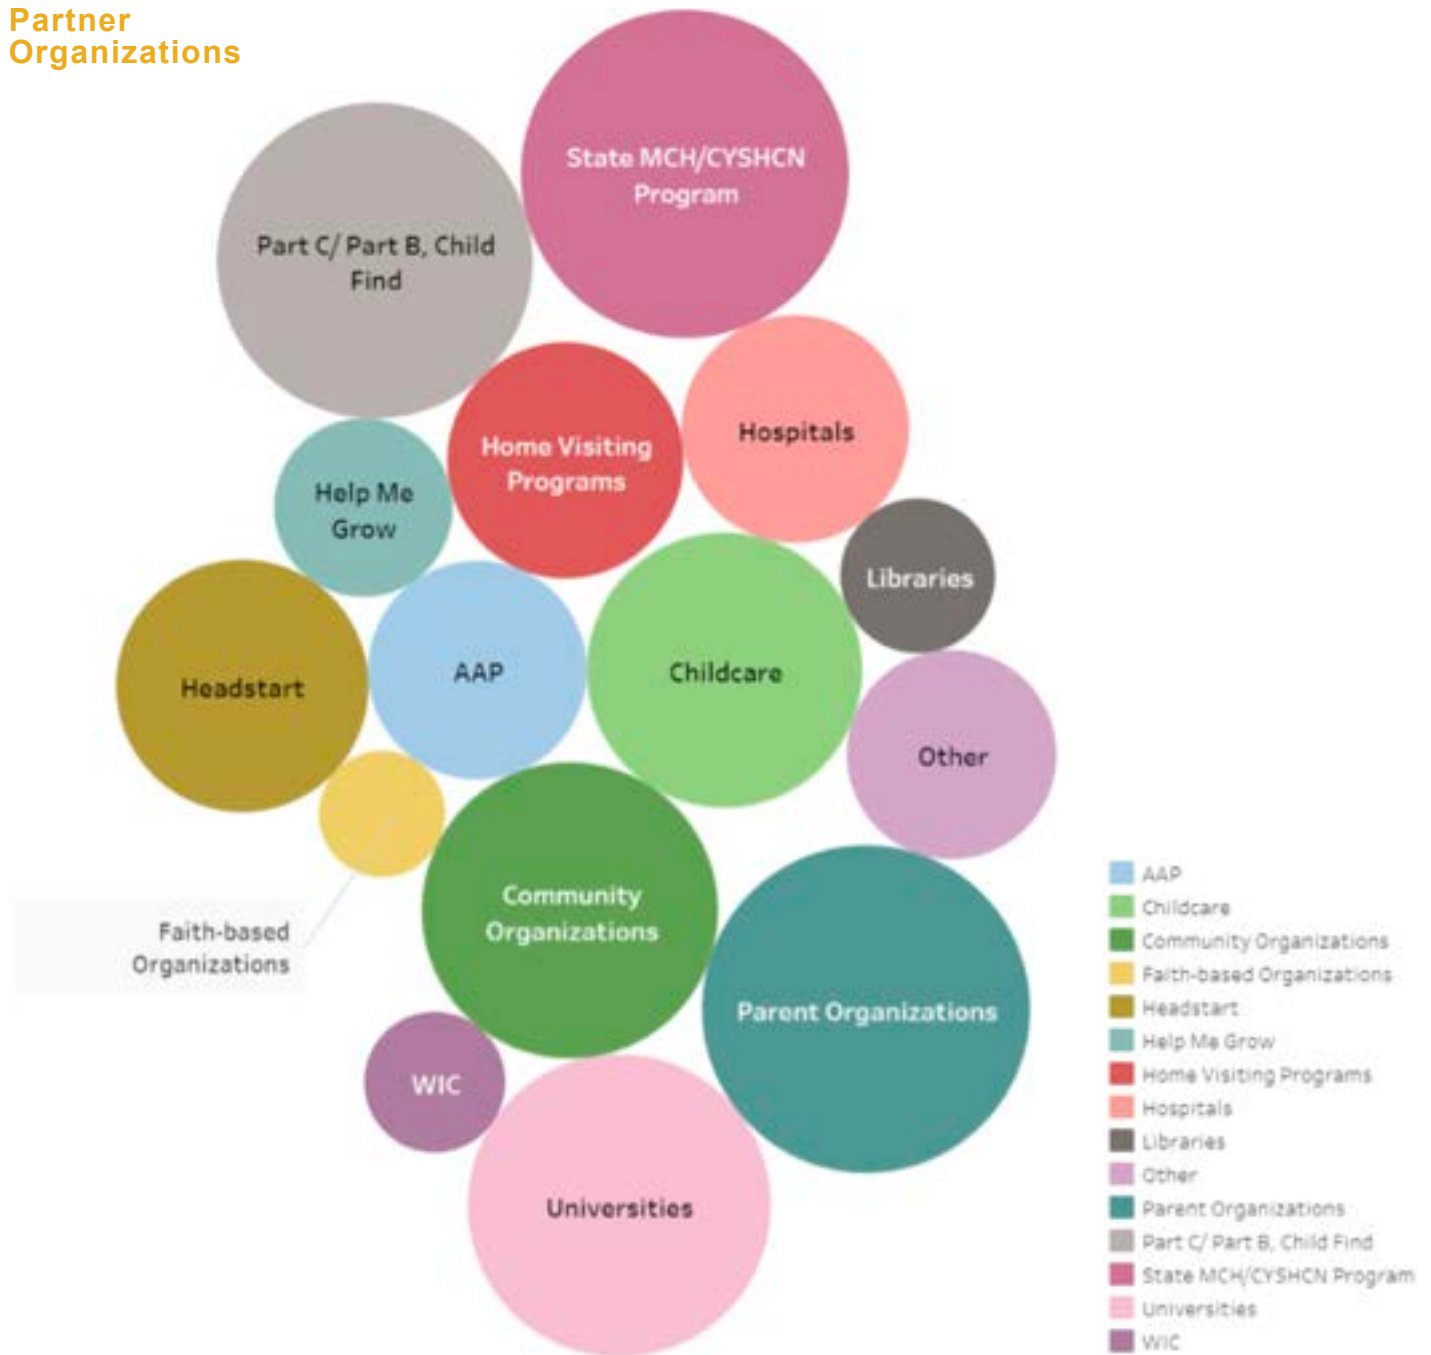 Partner
Organizations
State MCH/CYSHCN
Program
Part C/ Part B, Child
Find
Home Visiting
Programs
Hospitals
Help Me
Grow
Libraries
Headstart
AAP
Childcare
Other
Community
Organizations
Faith-based
Organizations
Parent Organizations
WIC
Universities
AAP
Childcare
Community Organizations
Faith-based Organizations
Headstart
Help Me Grow
Home Visiting Programs
Hospitals
Libraries
Other
Parent Organizations
Part C/ Part B, Child Find
State MCH/CYSHCN Program
Universities
WIC